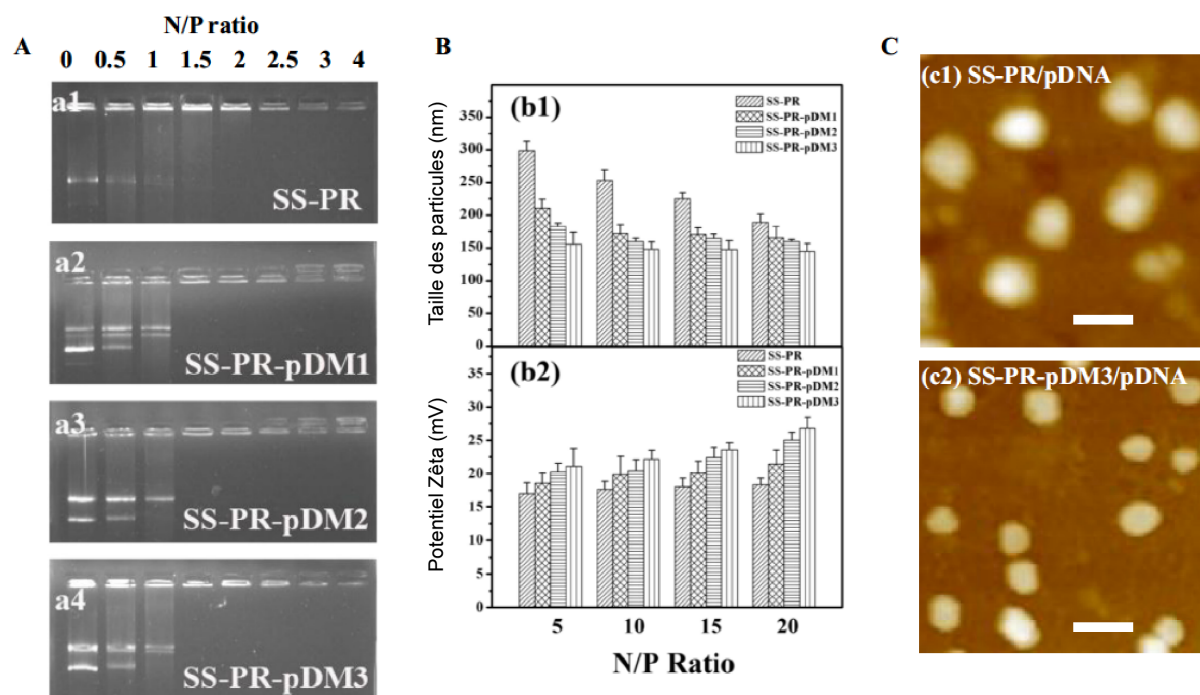 N/P ratio
A
0 0.5 1 1.5 2 2.5 3 4
a1
SS-PR
a2
SS-PR-pDM1
a3
SS-PR-pDM2
a4
SS-PR-pDM3
B
(b1)
SS-PR
SS-PR-pDM1
SS-PR-pDM2
SS-PR-pDM3
Taille des particules (nm)
350
300
250
200
150
100
50
0
(b2)
SS-PR
SS-PR-pDM1
SS-PR-pDM2
SS-PR-pDM3
Potentiel Zêta (mV)
35
30
25
20
15
10
5
0
5 10 15 20
N/P Ratio
C
(c1) SS-PR/pDNA
(c2) SS-PR-pDM3/pDNA